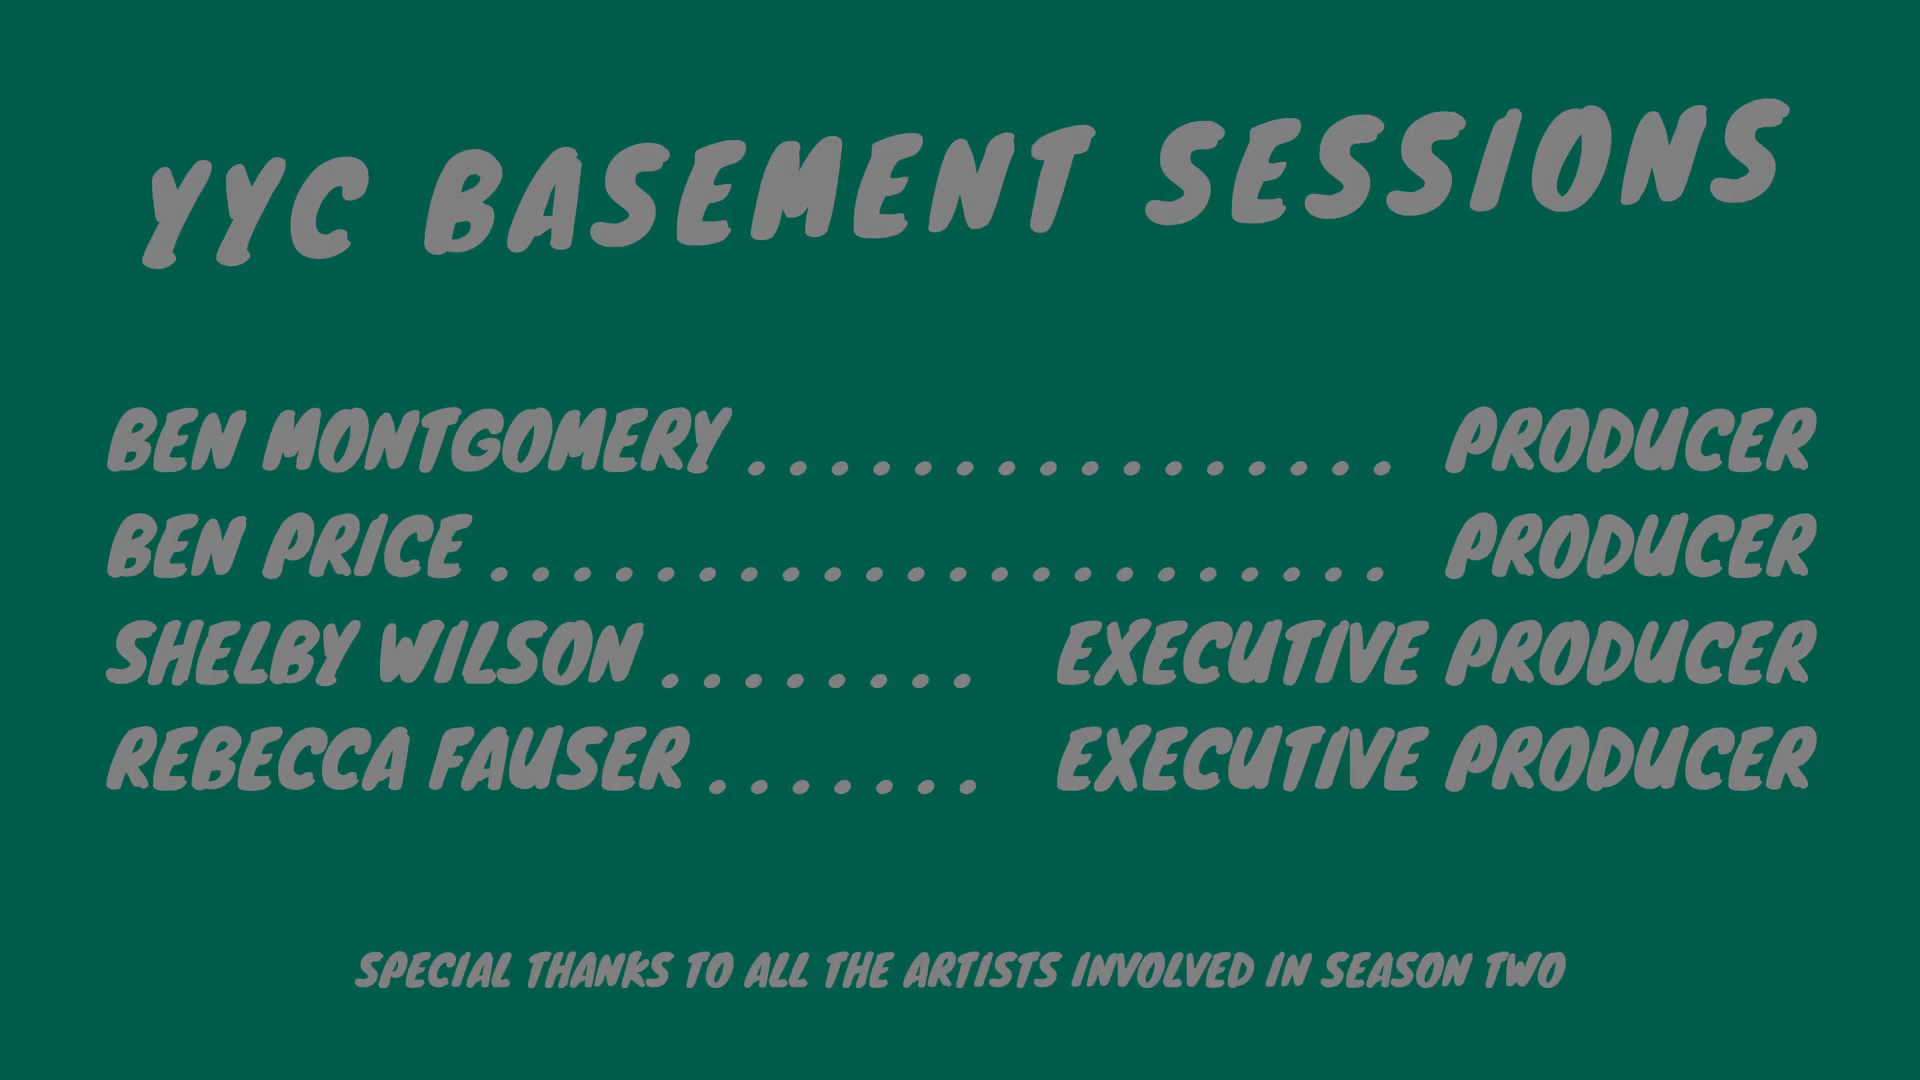 YYC BASEMENT SESSIONS
BEN MONTGOMERY . . . . . . . . . . . . . . . . PRODUCER
BEN PRICE . . . . . . . . . . . . . . . . . . . . . . PRODUCER
SHELBY WILSON . . . . . . . . EXECUTIVE PRODUCER
REBECCA FAUSER . . . . . . . EXECUTIVE PRODUCER
SPECIAL THANKS TO ALL THE ARTISTS INVOLVED IN SEASON TWO